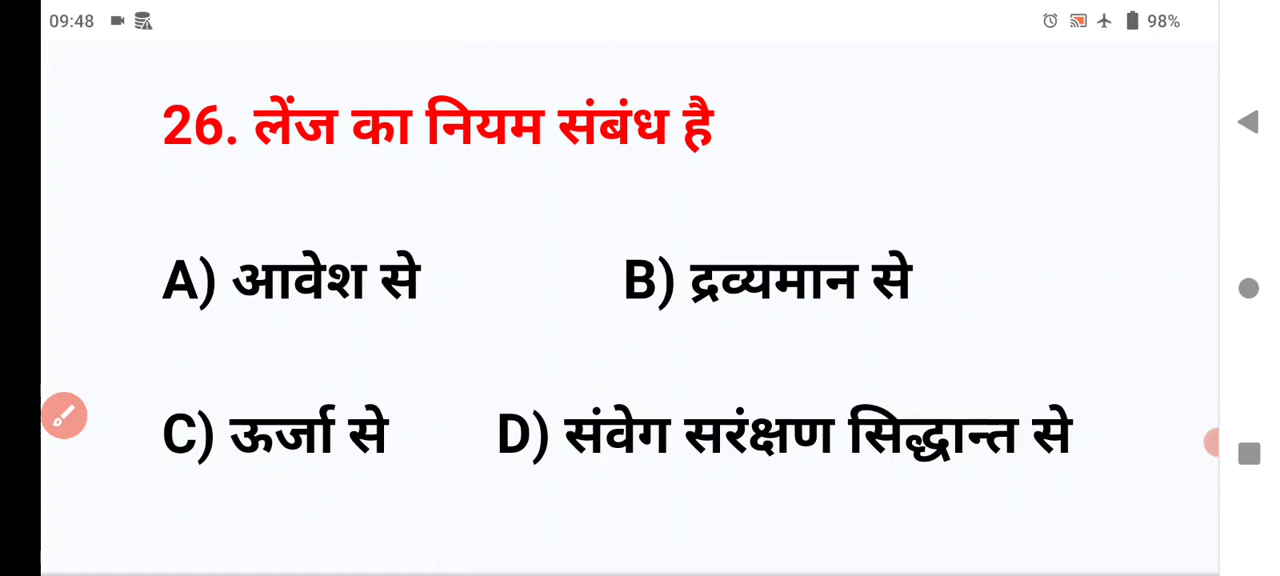 09:48 98%
26. लेंज का नियम संबंध है
A) आवेश से B) द्रव्यमान से
C) ऊर्जा से D) संवेग सरंक्षण सिद्धान्त से